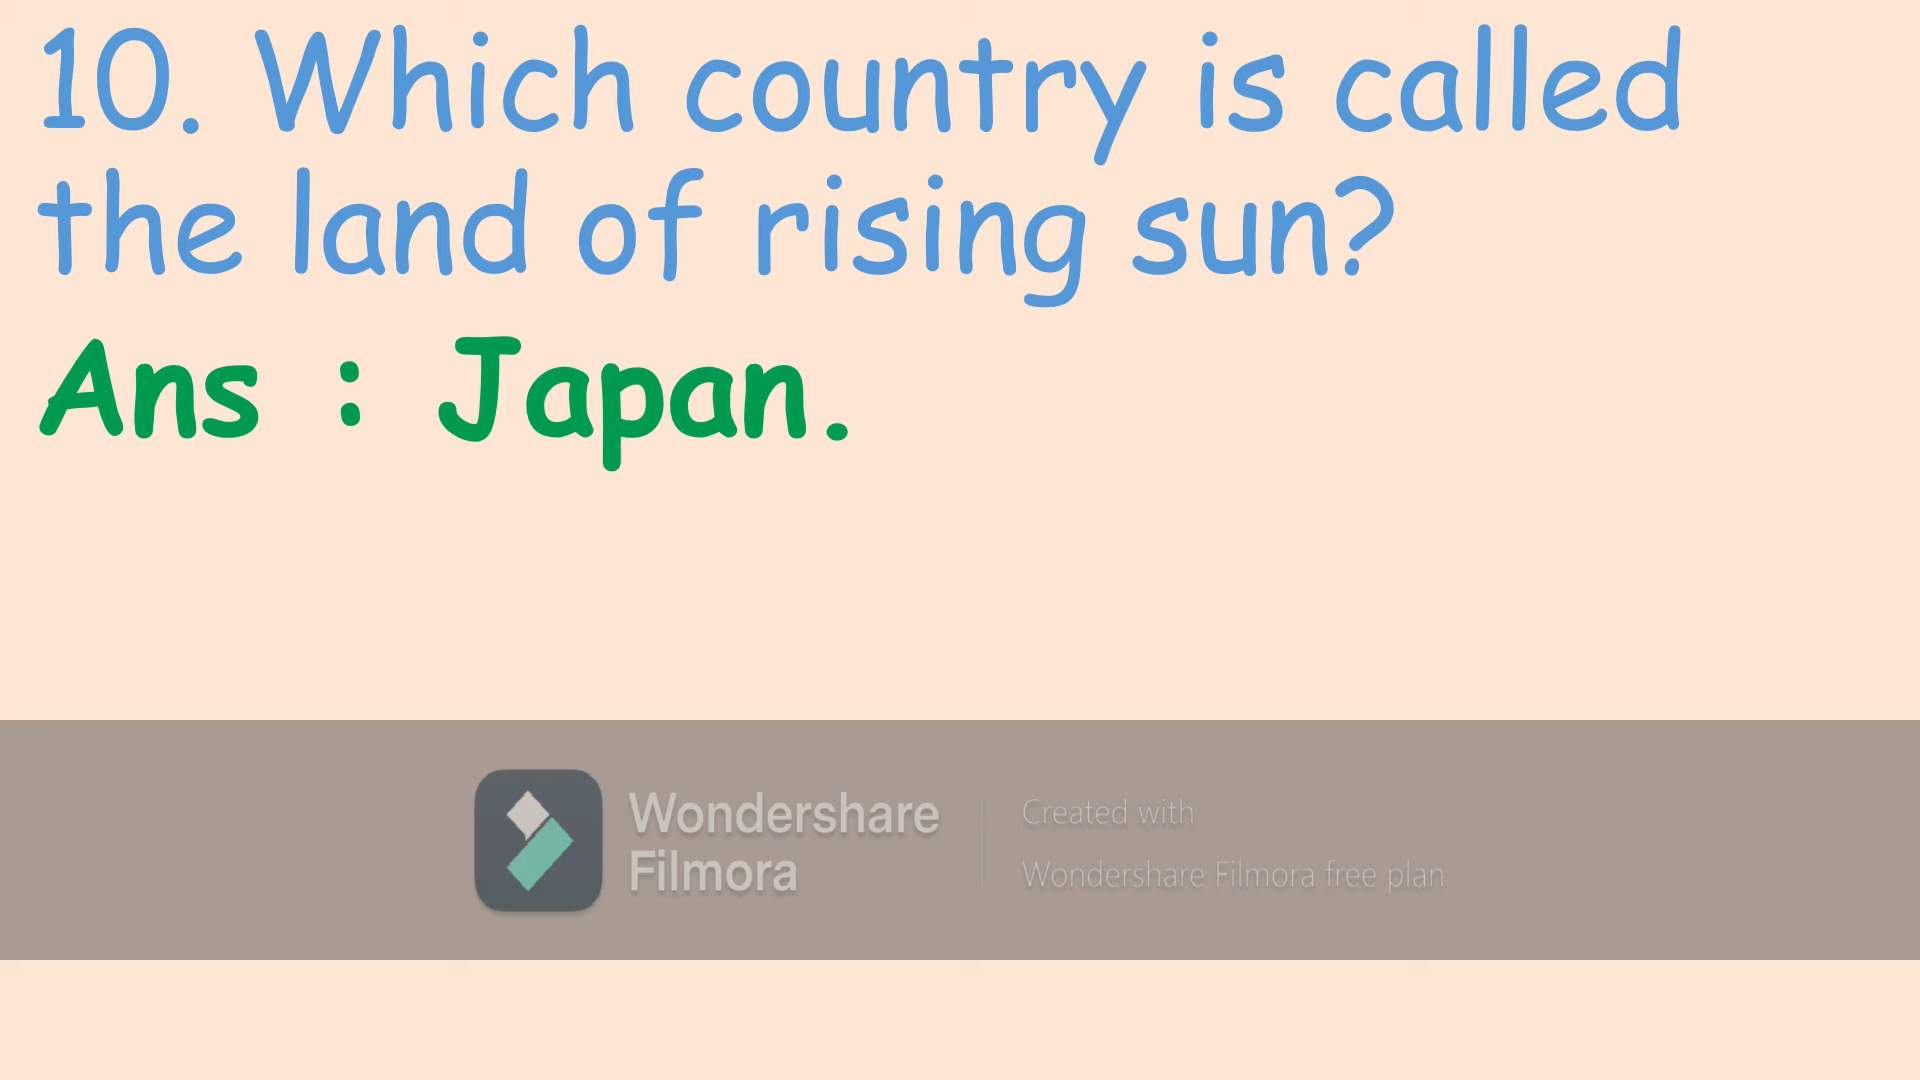 10. Which country is called
the land of rising sun?
Ans : Japan.
Wondershare
Filmora
Created with
Wondershare Filmora free plan